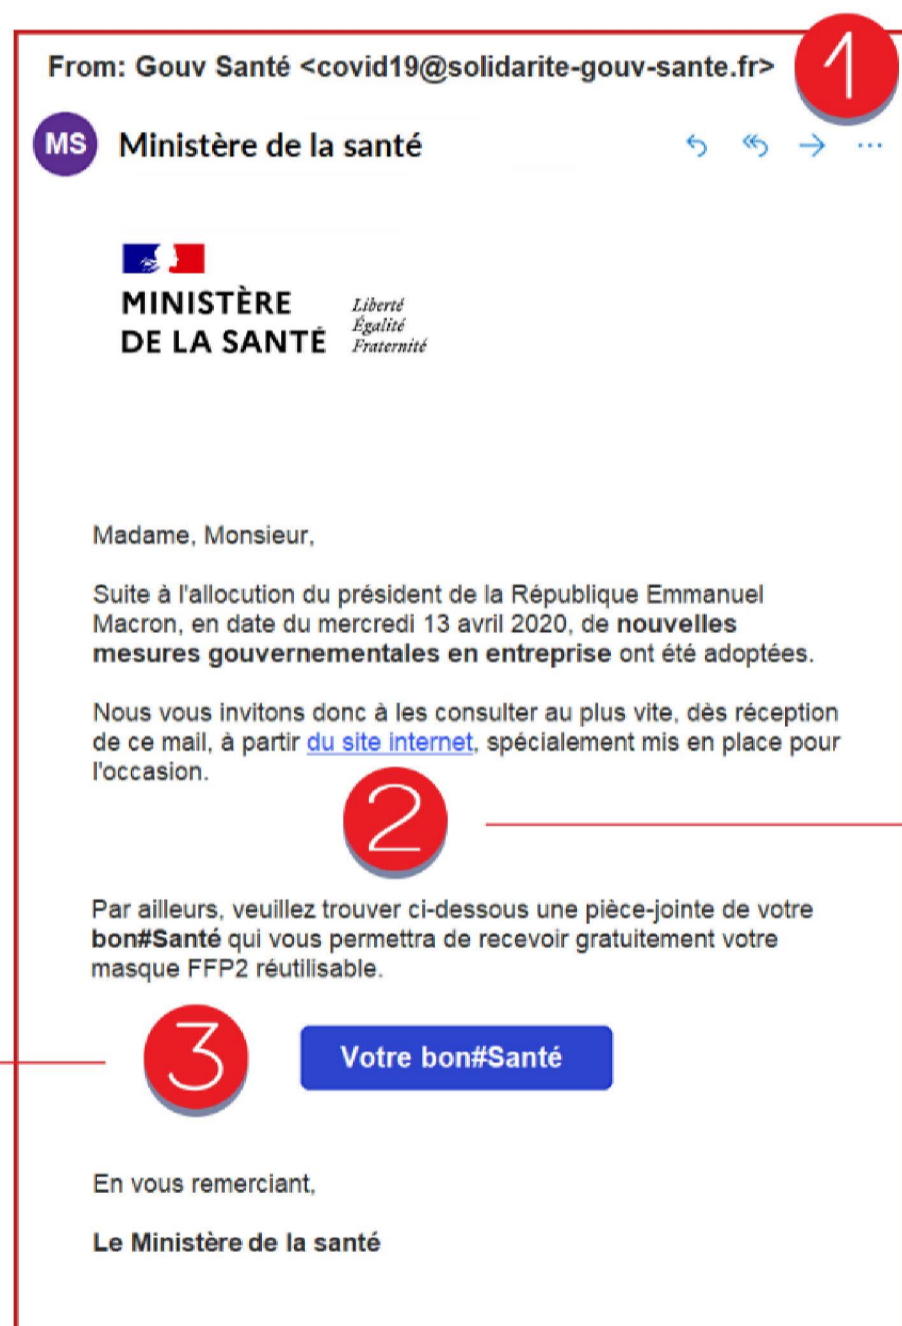 From: Gouv Santé <covid19@solidarite-gouv-sante.fr>
1
MS
Ministère de la santé
MINISTÈRE
DE LA SANTÉ
Liberté
Égalité
Fraternité
Madame, Monsieur,
Suite à l'allocution du président de la République Emmanuel
Macron, en date du mercredi 13 avril 2020, de nouvelles
mesures gouvernementales en entreprise ont été adoptées.
Nous vous invitons donc à les consulter au plus vite, dès réception
de ce mail, à partir du site internet, spécialement mis en place pour
l'occasion.
2
Par ailleurs, veuillez trouver ci-dessous une pièce-jointe de votre
bon#Santé qui vous permettra de recevoir gratuitement votre
masque FFP2 réutilisable.
3
Votre bon#Santé
En vous remerciant,
Le Ministère de la santé